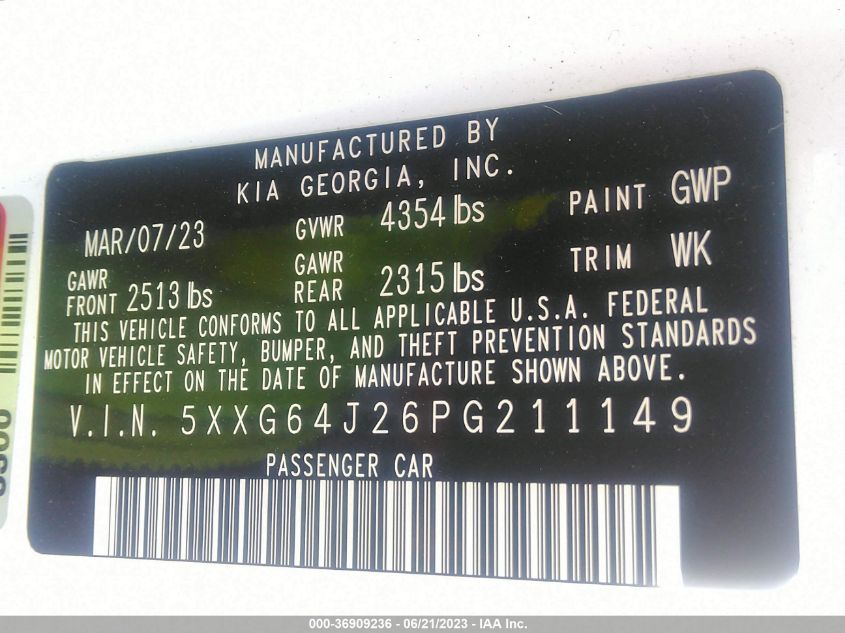 MANUFACTURED BY
KIA GEORGIA, INC.
MAR/07/23 GVWR 4354 lbs PAINT GWP
GAWR FRONT 2513 lbs GAWR REAR 2315 lbs TRIM WK
THIS VEHICLE CONFORMS TO ALL APPLICABLE U.S.A. FEDERAL
MOTOR VEHICLE SAFETY, BUMPER, AND THEFT PREVENTION STANDARDS
IN EFFECT ON THE DATE OF MANUFACTURE SHOWN ABOVE.
V.I.N. 5XXG64J26PG211149
PASSENGER CAR
000-36909236 - 06/21/2023 - IAA Inc.